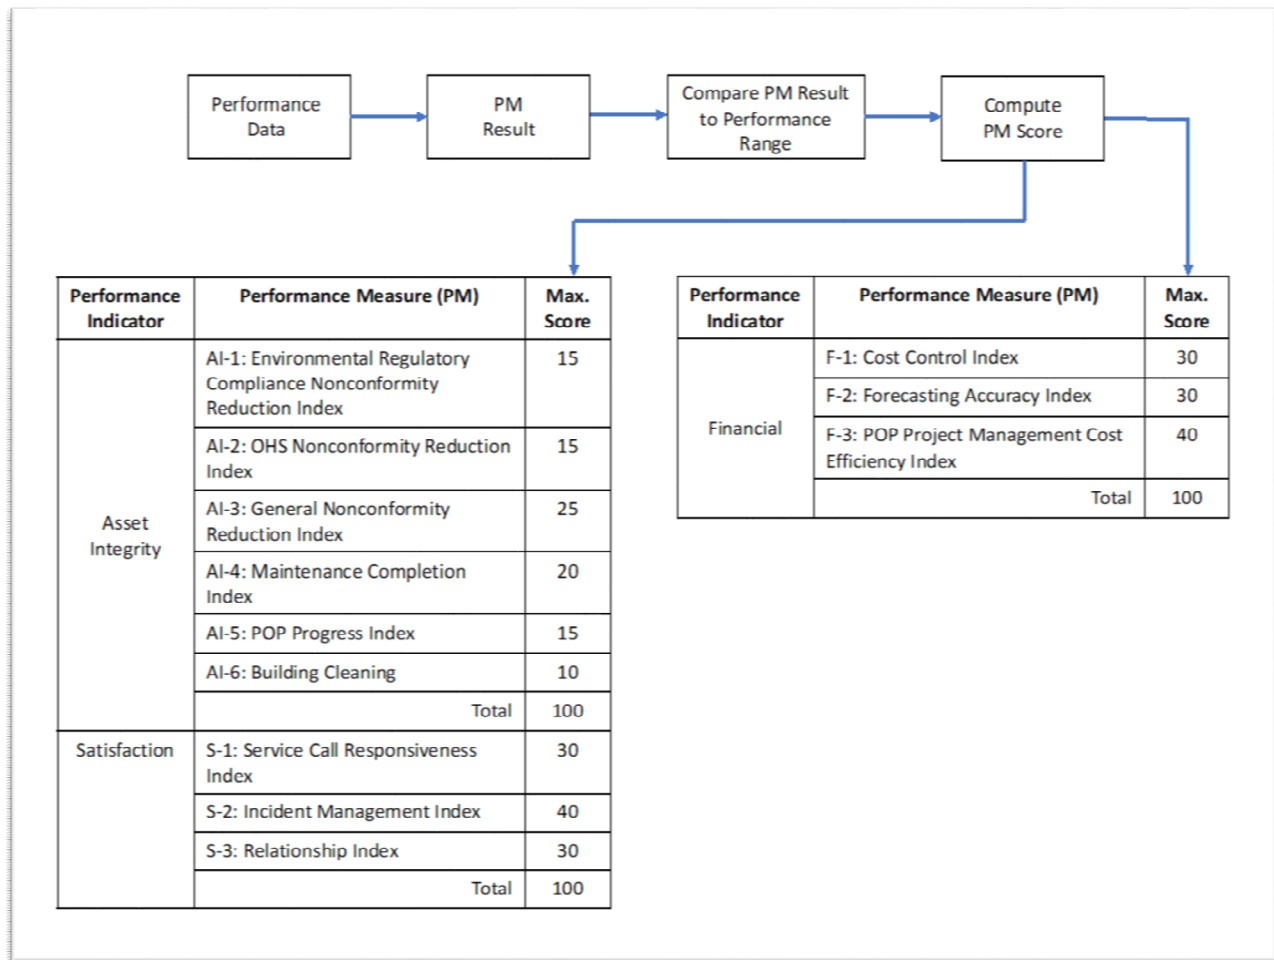 Performance
Data
PM
Result
Compare PM Result
to Performance
Range
Compute
PM Score
Performance
Indicator
Performance Measure (PM)
Max.
Score
Asset
Integrity
AI-1: Environmental Regulatory
Compliance Nonconformity
Reduction Index
15
AI-2: OHS Nonconformity Reduction
Index
15
AI-3: General Nonconformity
Reduction Index
25
AI-4: Maintenance Completion
Index
20
AI-5: POP Progress Index
15
AI-6: Building Cleaning
10
Total
100
Satisfaction
S-1: Service Call Responsiveness
Index
30
S-2: Incident Management Index
40
S-3: Relationship Index
30
Total
100
Performance
Indicator
Performance Measure (PM)
Max.
Score
Financial
F-1: Cost Control Index
30
F-2: Forecasting Accuracy Index
30
F-3: POP Project Management Cost
Efficiency Index
40
Total
100